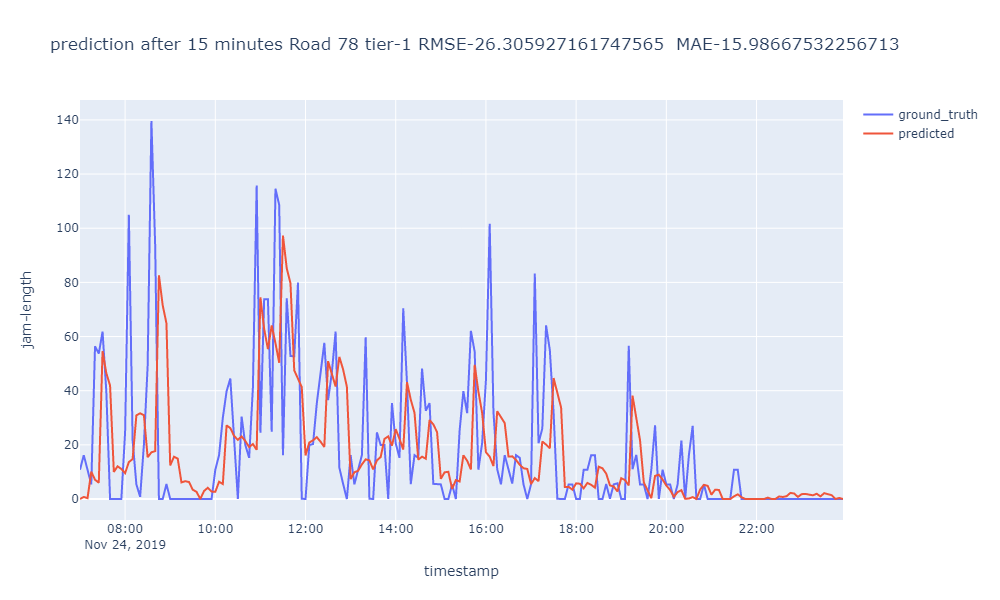 prediction after 15 minutes Road 78 tier-1 RMSE-26.305927161747565  MAE-15.98667532256713
ground_truth
predicted
jam-length
140
120
100
80
60
40
20
0
08:00 10:00 12:00 14:00 16:00 18:00 20:00 22:00
Nov 24, 2019
timestamp